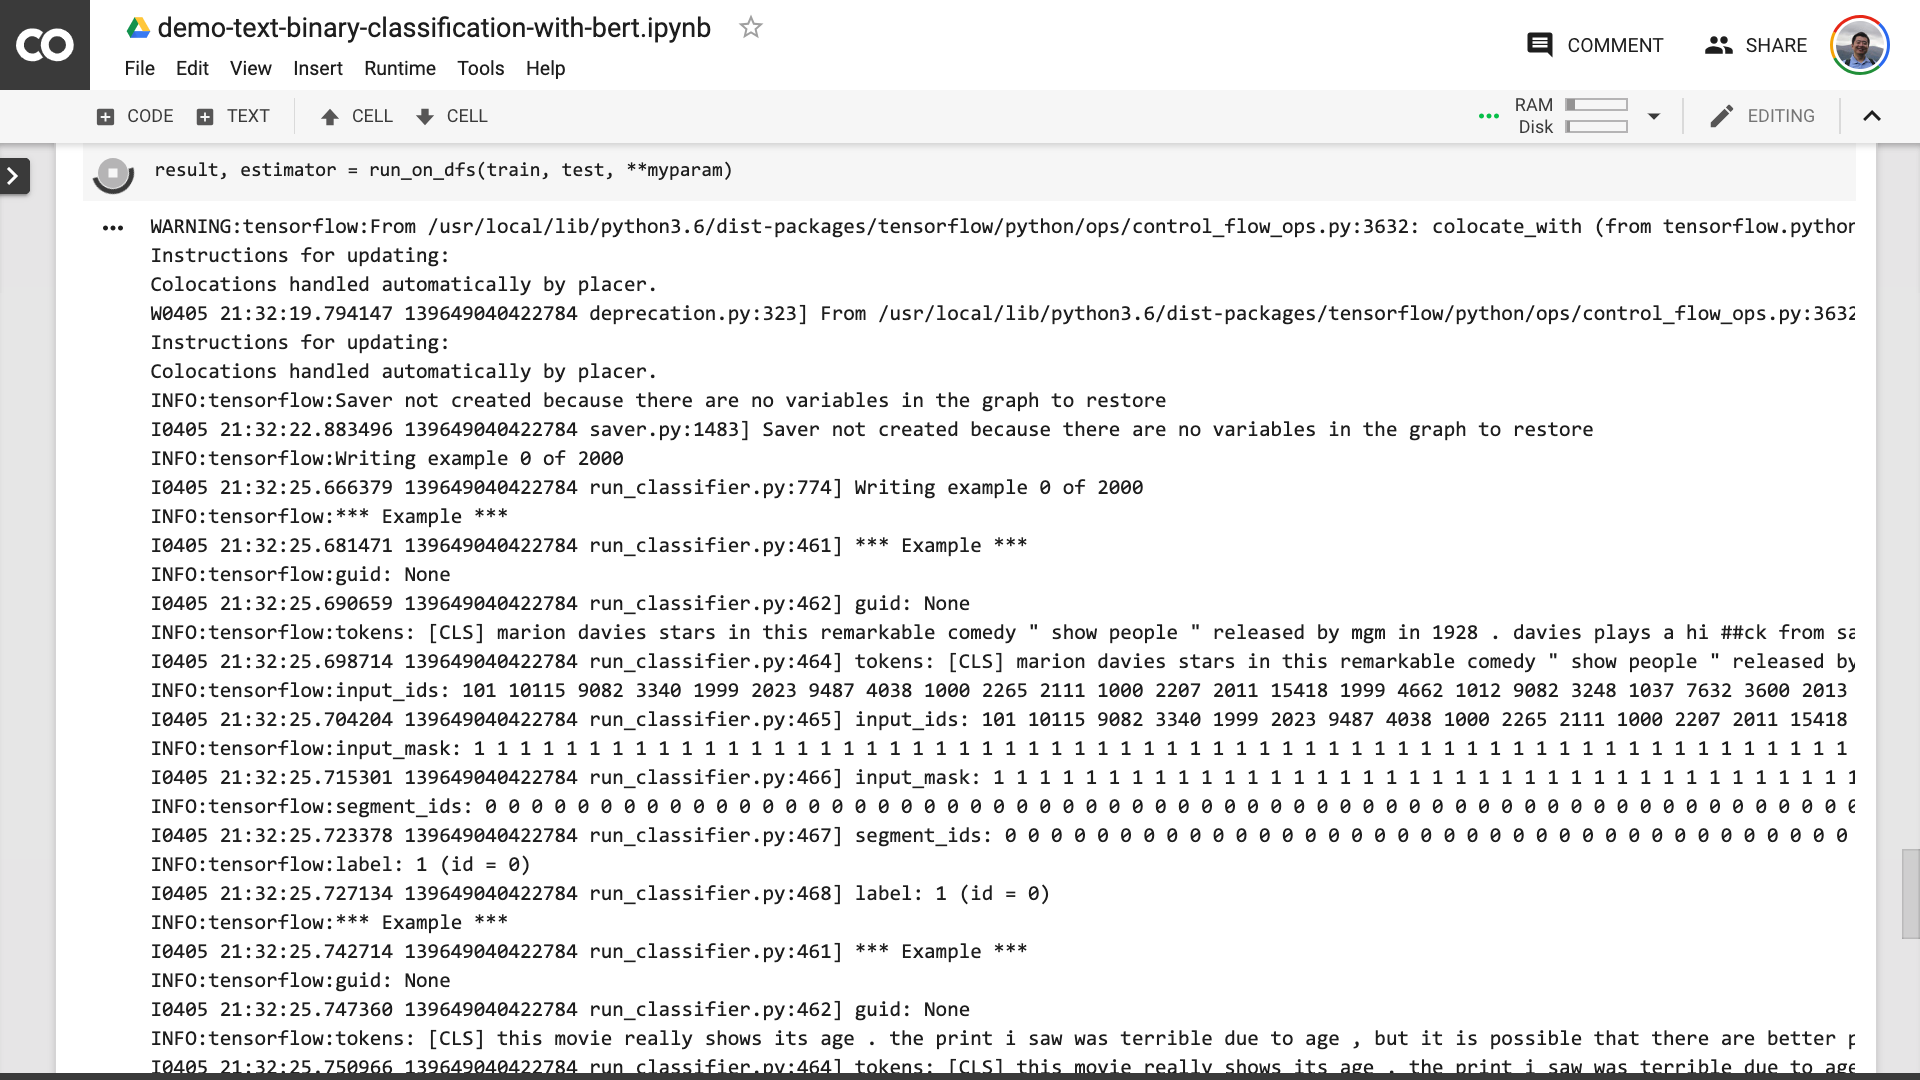 CO demo-text-binary-classification-with-bert.ipynb
File Edit View Insert Runtime Tools Help
COMMENT SHARE
CODE TEXT CELL CELL
RAM
Disk
EDITING
result, estimator = run_on_dfs(train, test, **myparam)
WARNING:tensorflow:From /usr/local/lib/python3.6/dist-packages/tensorflow/python/ops/control_flow_ops.py:3632: colocate_with (from tensorflow.python
Instructions for updating:
Colocations handled automatically by placer.
W0405 21:32:19.794147 139649040422784 deprecation.py:323] From /usr/local/lib/python3.6/dist-packages/tensorflow/python/ops/control_flow_ops.py:3632
Instructions for updating:
Colocations handled automatically by placer.
INFO:tensorflow:Saver not created because there are no variables in the graph to restore
I0405 21:32:22.883496 139649040422784 saver.py:1483] Saver not created because there are no variables in the graph to restore
INFO:tensorflow:Writing example 0 of 2000
I0405 21:32:25.666379 139649040422784 run_classifier.py:774] Writing example 0 of 2000
INFO:tensorflow:*** Example ***
I0405 21:32:25.681471 139649040422784 run_classifier.py:461] *** Example ***
INFO:tensorflow:guid: None
I0405 21:32:25.690659 139649040422784 run_classifier.py:462] guid: None
INFO:tensorflow:tokens: [CLS] marion davies stars in this remarkable comedy " show people " released by mgm in 1928 . davies plays a hi ##ck from sa
I0405 21:32:25.698714 139649040422784 run_classifier.py:464] tokens: [CLS] marion davies stars in this remarkable comedy " show people " released by
INFO:tensorflow:input_ids: 101 10115 9082 3340 1999 2023 9487 4038 1000 2265 2111 1000 2207 2011 15418 1999 4662 1012 9082 3248 1037 7632 3600 2013
I0405 21:32:25.704204 139649040422784 run_classifier.py:465] input_ids: 101 10115 9082 3340 1999 2023 9487 4038 1000 2265 2111 1000 2207 2011 15418
INFO:tensorflow:input_mask: 1 1 1 1 1 1 1 1 1 1 1 1 1 1 1 1 1 1 1 1 1 1 1 1 1 1 1 1 1 1 1 1 1 1 1 1 1 1 1 1 1 1 1 1 1 1 1 1 1 1 1 1 1 1 1 1 1 1 1 1
I0405 21:32:25.715301 139649040422784 run_classifier.py:466] input_mask: 1 1 1 1 1 1 1 1 1 1 1 1 1 1 1 1 1 1 1 1 1 1 1 1 1 1 1 1 1 1 1 1 1 1 1 1 1 1
INFO:tensorflow:segment_ids: 0 0 0 0 0 0 0 0 0 0 0 0 0 0 0 0 0 0 0 0 0 0 0 0 0 0 0 0 0 0 0 0 0 0 0 0 0 0 0 0 0 0 0 0 0 0 0 0 0 0 0 0 0 0 0 0 0 0 0 0
I0405 21:32:25.723378 139649040422784 run_classifier.py:467] segment_ids: 0 0 0 0 0 0 0 0 0 0 0 0 0 0 0 0 0 0 0 0 0 0 0 0 0 0 0 0 0 0 0 0 0 0 0 0 0
INFO:tensorflow:label: 1 (id = 0)
I0405 21:32:25.727134 139649040422784 run_classifier.py:468] label: 1 (id = 0)
INFO:tensorflow:*** Example ***
I0405 21:32:25.742714 139649040422784 run_classifier.py:461] *** Example ***
INFO:tensorflow:guid: None
I0405 21:32:25.747360 139649040422784 run_classifier.py:462] guid: None
INFO:tensorflow:tokens: [CLS] this movie really shows its age . the print i saw was terrible due to age , but it is possible that there are better p
I0405 21:32:25.750966 139649040422784 run_classifier.py:464] tokens: [CLS] this movie really shows its age . the print i saw was terrible due to age